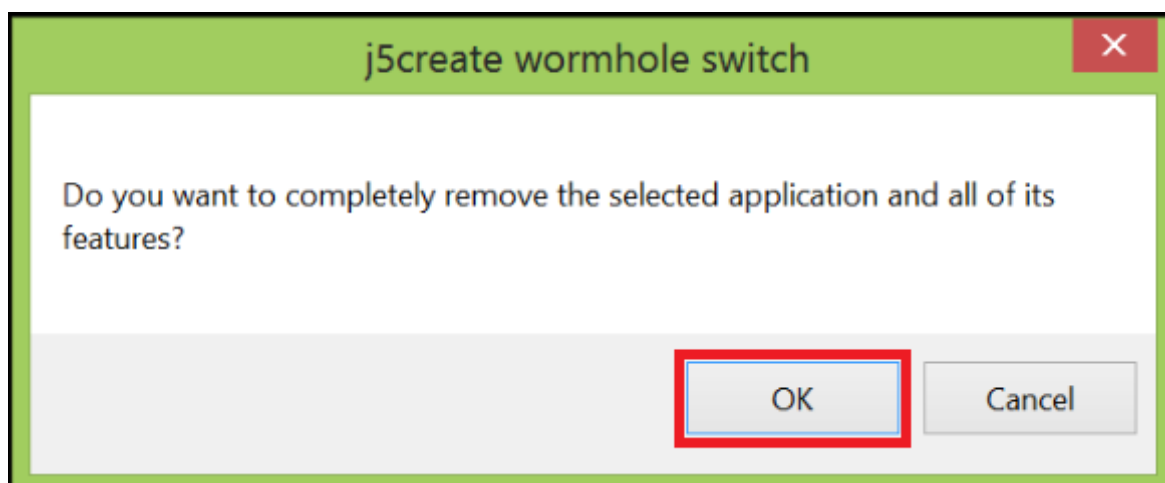 j5create wormhole switch
Do you want to completely remove the selected application and all of its
features?
OK
Cancel